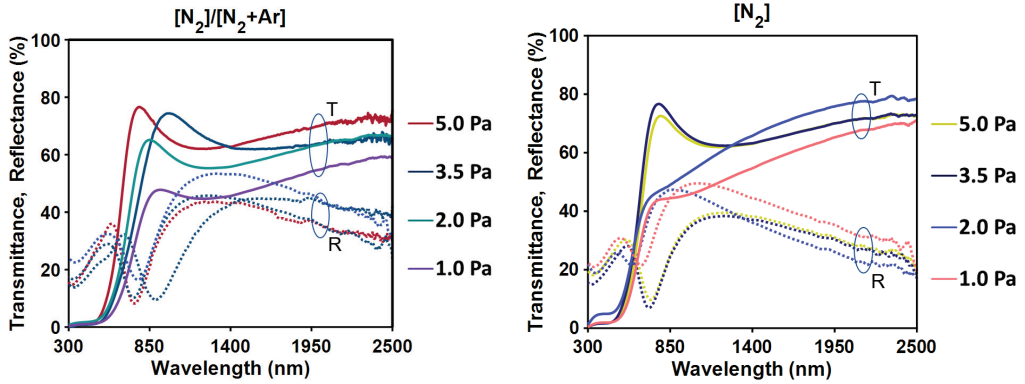 [N2]/[N2+Ar]
Transmittance, Reflectance (%)
100
80
60
40
20
0
300
850
1400
1950
2500
Wavelength (nm)
T
R
5.0 Pa
3.5 Pa
2.0 Pa
1.0 Pa
[N2]
Transmittance, Reflectance (%)
100
80
60
40
20
0
300
850
1400
1950
2500
Wavelength (nm)
T
R
5.0 Pa
3.5 Pa
2.0 Pa
1.0 Pa